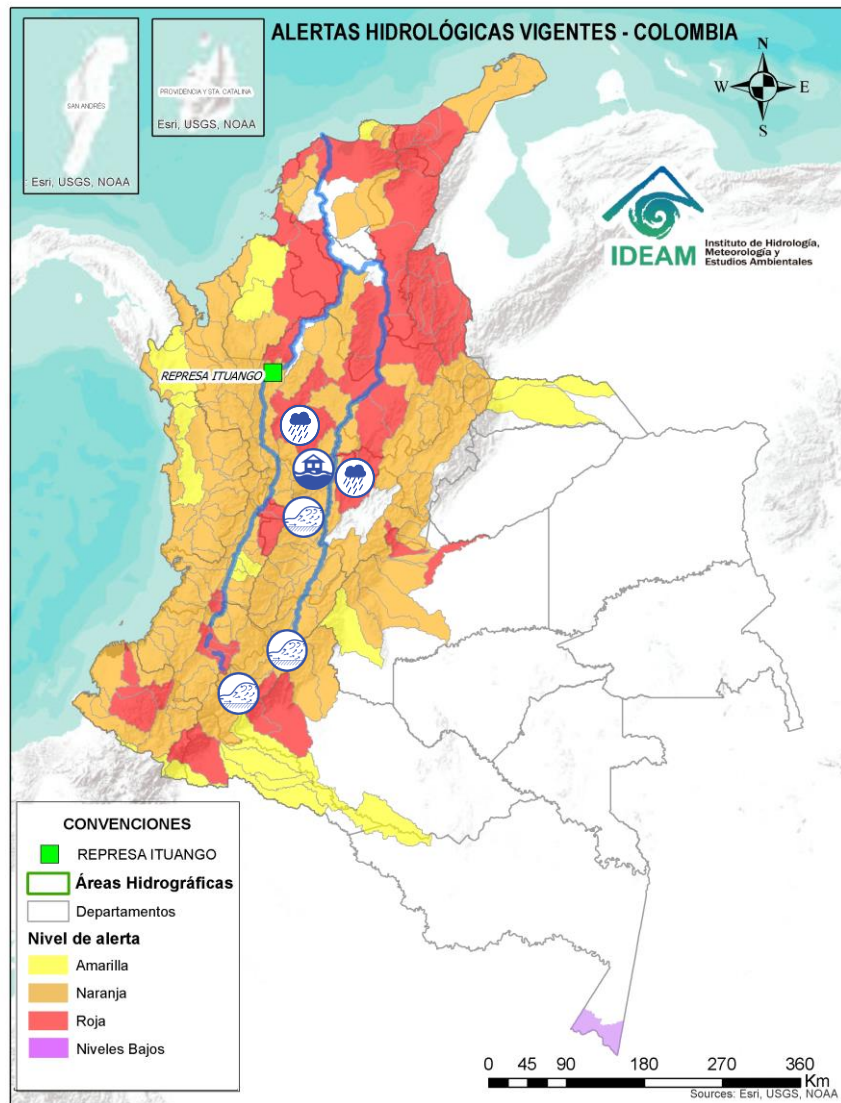 ALERTAS HIDROLÓGICAS VIGENTES - COLOMBIA
SAN ANDRÉS
Esri, USGS, NOAA
PROVIDENCIA Y STA. CATALINA
Esri, USGS, NOAA
N
W
E
S
IDEAM
Instituto de Hidrología,
Meteorología y
Estudios Ambientales
REPRESA ITUANGO
CONVENCIONES
REPRESA ITUANGO
Áreas Hidrográficas
Departamentos
Nivel de alerta
Amarilla
Naranja
Roja
Niveles Bajos
0 45 90 180 270 360
Km
Sources: Esri, USGS, NOAA